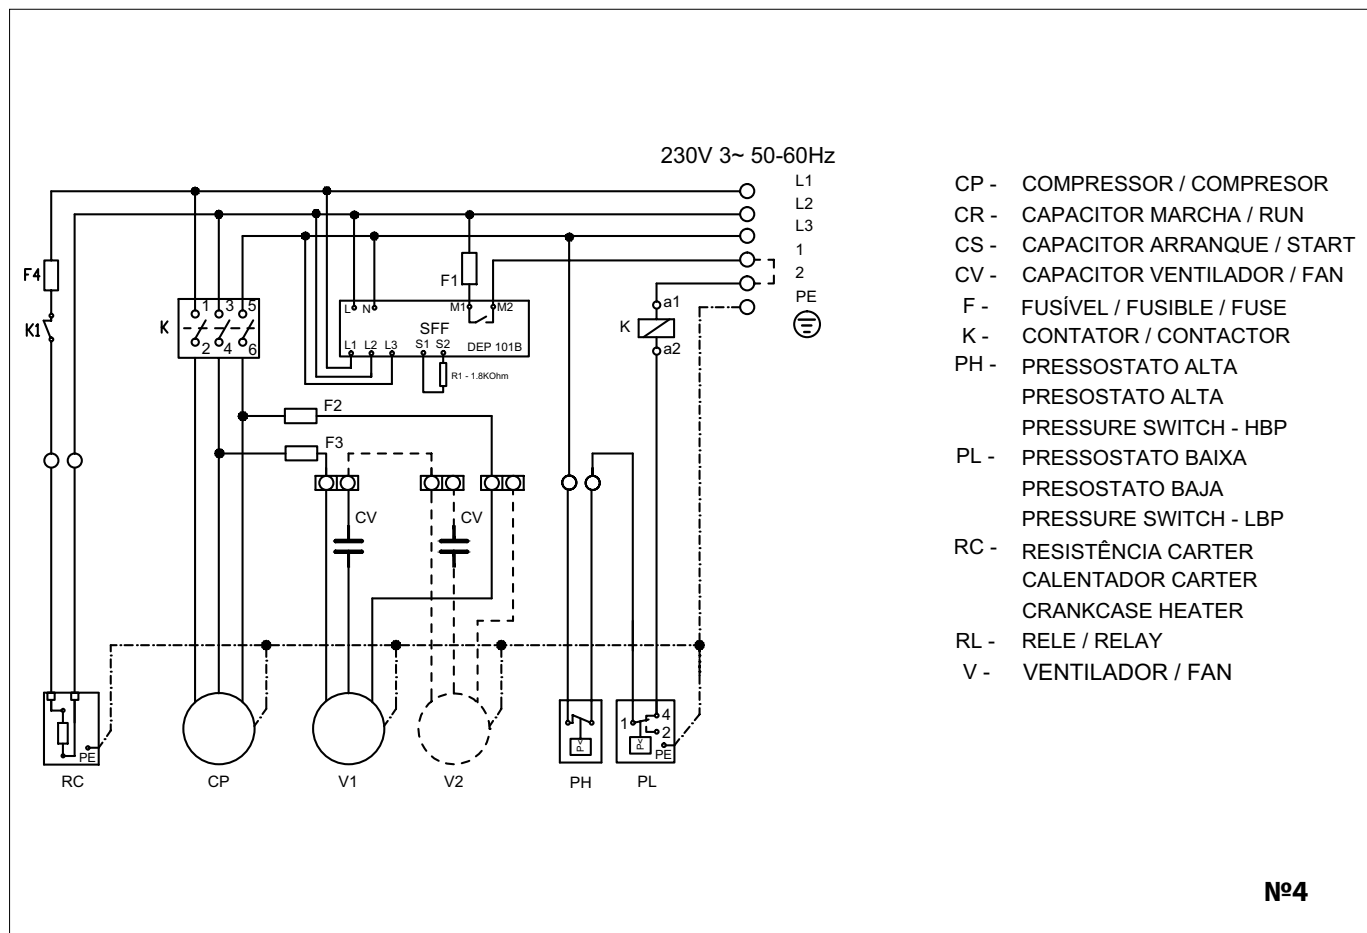 230V 3~ 50-60Hz
L1
L2
L3
1
2
PE
F4
K1
K
1 3 5
2 4 6
L N
SFF
DEP 101B
L1 L2 L3 S1 S2
M1 M2
F1
R1 - 1.8KOhm
K
a1
a2
F2
F3
CV
CV
PE
P<
1
4
2
P<
PE
RC
CP
V1
V2
PH
PL
CP - COMPRESSOR / COMPRESOR
CR - CAPACITOR MARCHA / RUN
CS - CAPACITOR ARRANQUE / START
CV - CAPACITOR VENTILADOR / FAN
F - FUSÍVEL / FUSIBLE / FUSE
K - CONTATOR / CONTACTOR
PH - PRESSOSTATO ALTA
PRESOSTATO ALTA
PRESSURE SWITCH - HBP
PL - PRESSOSTATO BAIXA
PRESOSTATO BAJA
PRESSURE SWITCH - LBP
RC - RESISTÊNCIA CARTER
CALENTADOR CARTER
CRANKCASE HEATER
RL - RELE / RELAY
V - VENTILADOR / FAN
Nº4